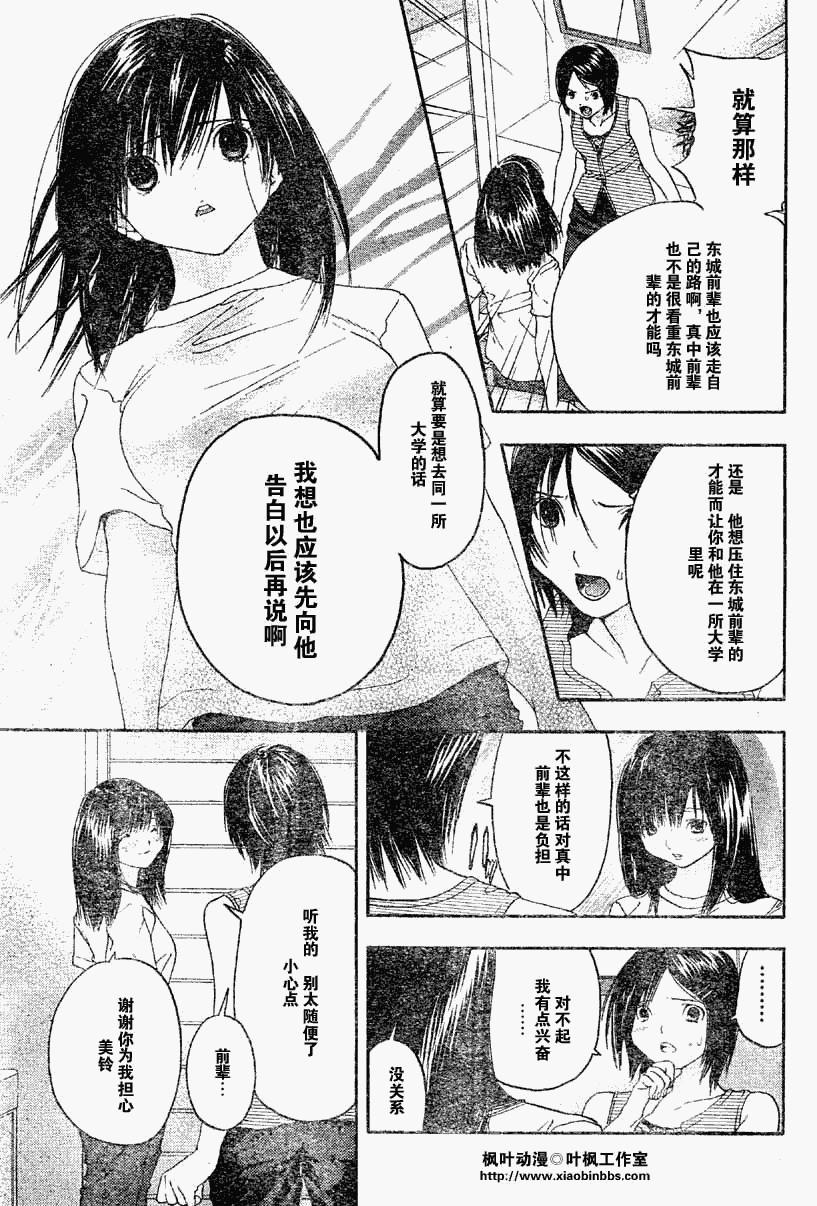 就算那样
东城前辈也应该走自
己的路啊，真中前辈
也不是很看重东城前
辈的才能吗
还是 他想压住东城前辈的
才能而让你和他在一所大学
里呢
就算要是想去同一所
大学的话
我想也应该先向他
告白以后再说啊
不这样的话对真中
前辈也是负担
………
对不起
我有点兴奋
……
没关系
听我的 别太随便了
小心点
前辈…
谢谢你为我担心
美铃
枫叶动漫◎叶枫工作室
http://www.xiaobinbbs.com